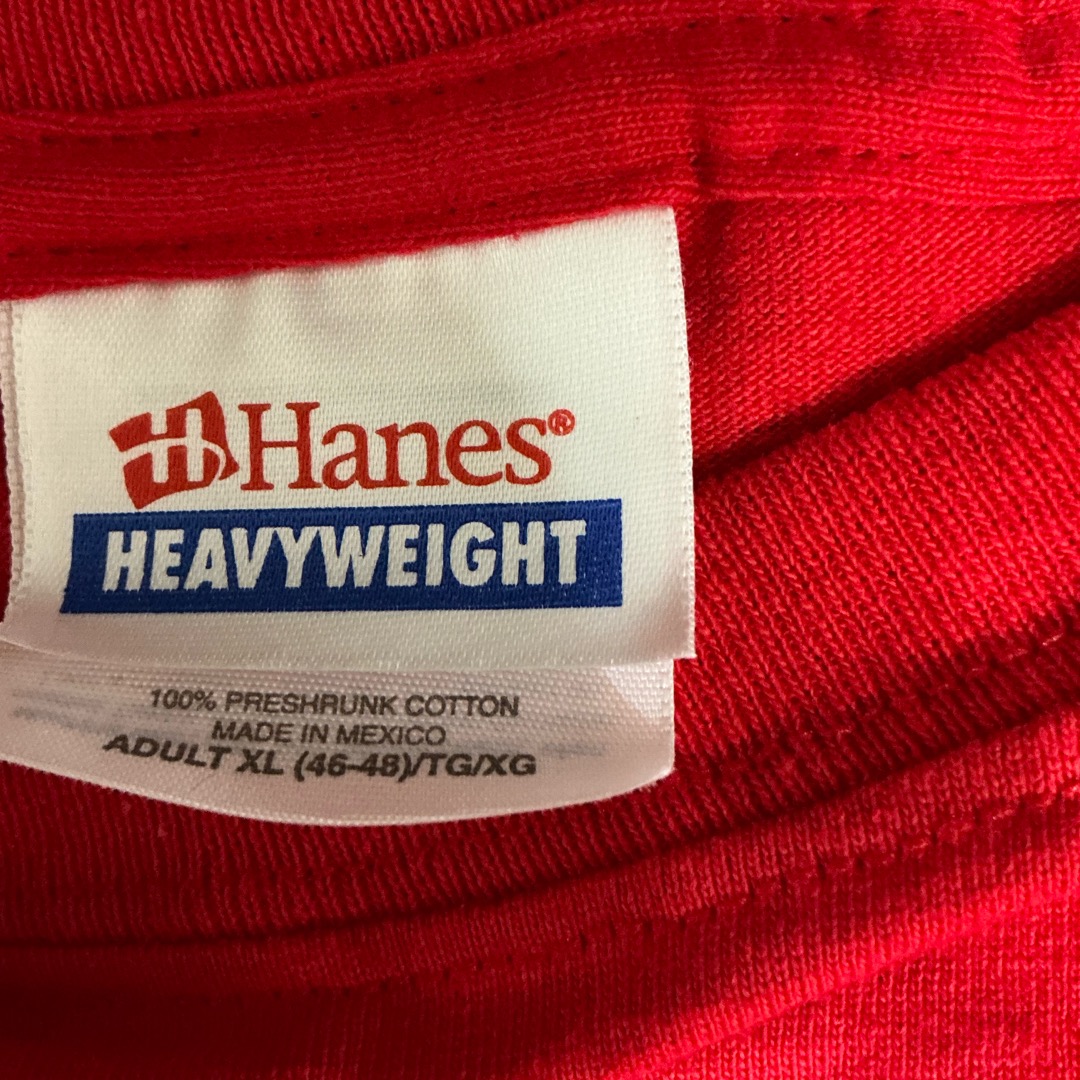 Hanes®
HEAVYWEIGHT
100% PRESHRUNK COTTON
MADE IN MEXICO
ADULT XL (46-48)/TG/XG